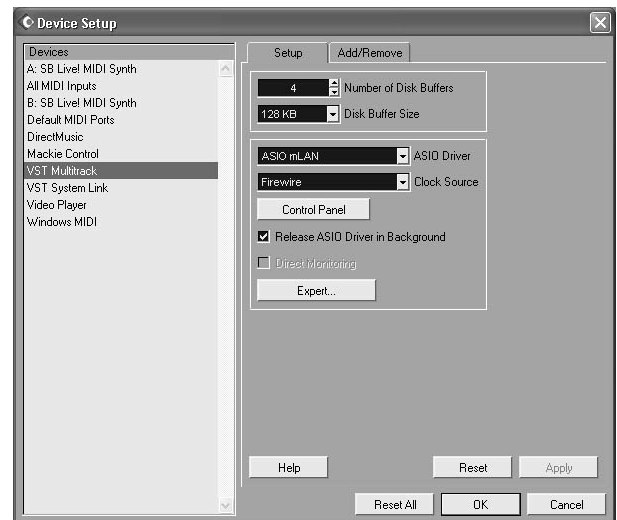 Device Setup
Devices
A: SB Live! MIDI Synth
All MIDI Inputs
B: SB Live! MIDI Synth
Default MIDI Ports
DirectMusic
Mackie Control
VST Multitrack
VST System Link
Video Player
Windows MIDI
Setup
Add/Remove
4 Number of Disk Buffers
128 KB Disk Buffer Size
ASIO mLAN ASIO Driver
Firewire Clock Source
Control Panel
Release ASIO Driver in Background
Direct Monitoring
Expert...
Help
Reset
Apply
Reset All
OK
Cancel